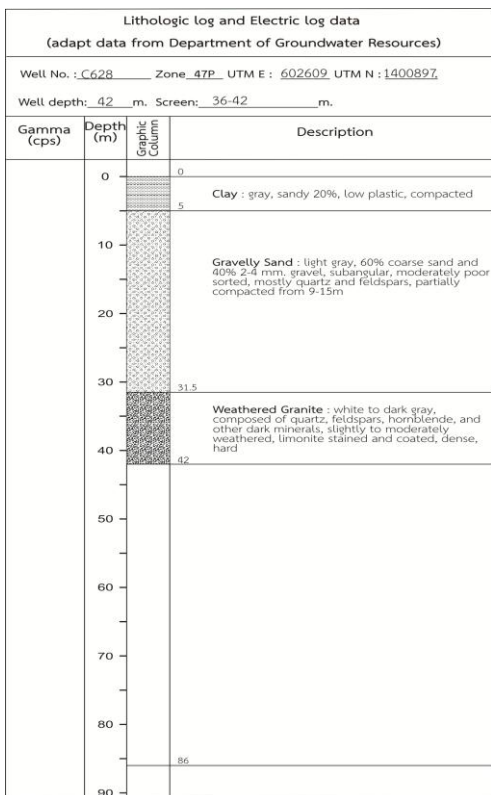 Lithologic log and Electric log data
(adapt data from Department of Groundwater Resources)
Well No. : C628 Zone 47P UTM E : 602609 UTM N : 1400897,
Well depth: 42 m. Screen: 36-42 m.
Gamma (cps)
Depth (m)
Graphic Column
Description
0
0
Clay : gray, sandy 20%, low plastic, compacted
5
10
Gravelly Sand : light gray, 60% coarse sand and
40% 2-4 mm. gravel, subangular, moderately poor
sorted, mostly quartz and feldspars, partially
compacted from 9-15m
20
30
31.5
Weathered Granite : white to dark gray,
composed of quartz, feldspars, hornblende, and
other dark minerals, slightly to moderately
weathered, limonite stained and coated, dense,
hard
40
42
50
60
70
80
86
90